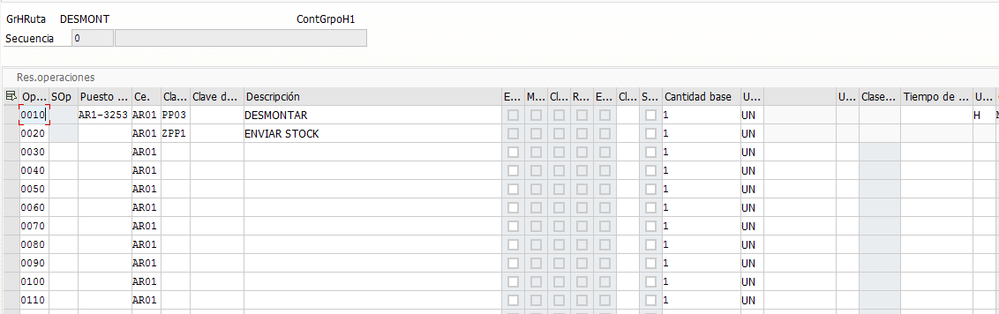 GrHRuta DESMONT ContGrpoH1
Secuencia 0
Res.operaciones
Op... SOp Puesto ... Ce. Cla... Clave d... Descripción E... M... Cl... R... E... Cl... S... Cantidad base U... U... Clase... Tiempo de ... U...
0010 AR1-3253 AR01 PP03 DESMONTAR 1 UN H
0020 AR01 ZPP1 ENVIAR STOCK 1 UN
0030 AR01 1 UN
0040 AR01 1 UN
0050 AR01 1 UN
0060 AR01 1 UN
0070 AR01 1 UN
0080 AR01 1 UN
0090 AR01 1 UN
0100 AR01 1 UN
0110 AR01 1 UN